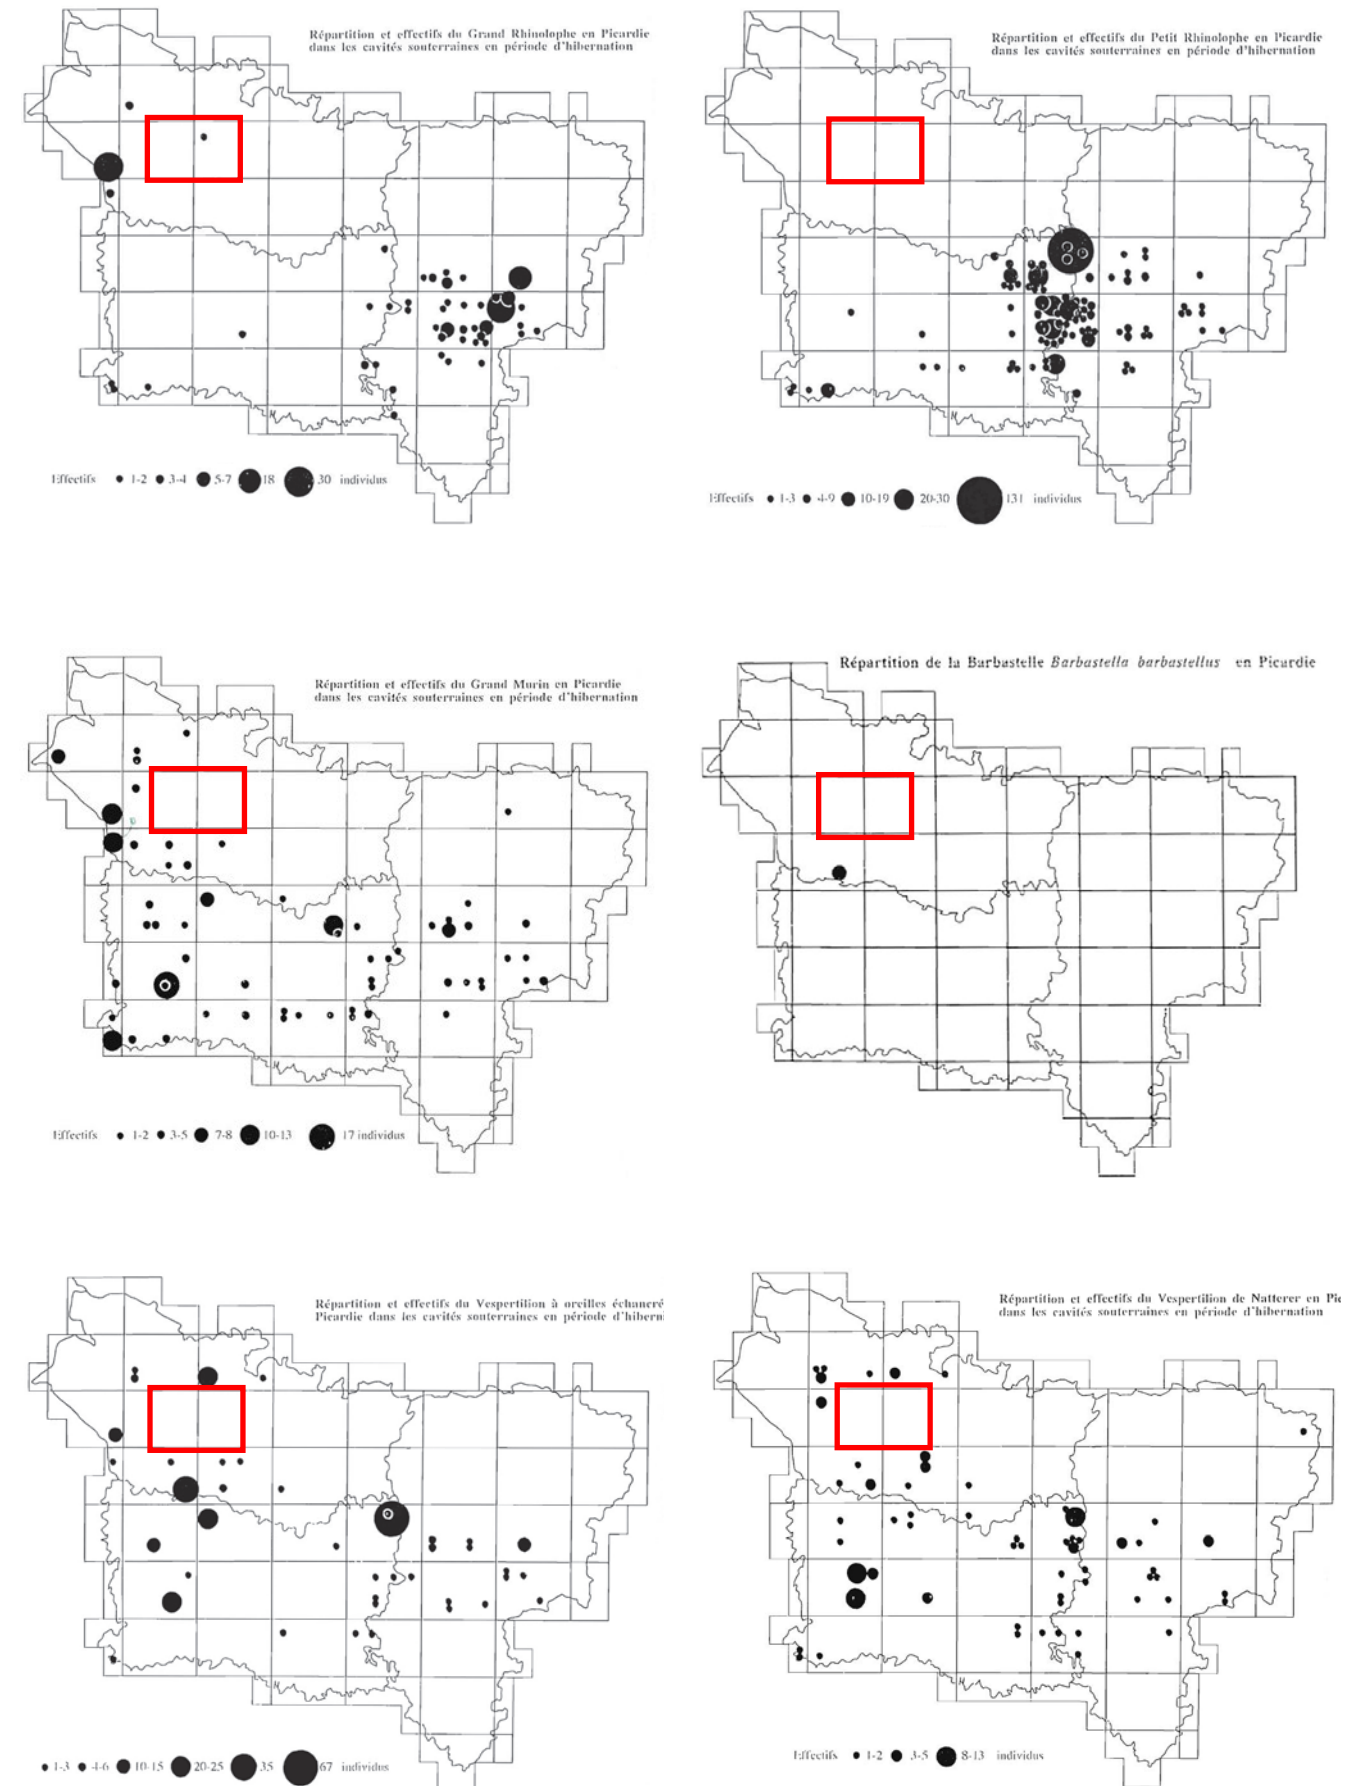 Répartition et effectifs du Grand Rhinolophe en Picardie
dans les cavités souterraines en période d'hibernation
Effectifs 1-2 3-4 5-7 18 30 individus
Répartition et effectifs du Petit Rhinolophe en Picardie
dans les cavités souterraines en période d'hibernation
Effectifs 1-3 4-9 10-19 20-30 131 individus
Répartition et effectifs du Grand Murin en Picardie
dans les cavités souterraines en période d'hibernation
Effectifs 1-2 3-5 7-8 10-13 17 individus
Répartition de la Barbastelle Barbastella barbastellus en Picardie
Répartition et effectifs du Vespertilion à oreilles échancré
Picardie dans les cavités souterraines en période d'hibern
1-3 4-6 10-15 20-25 35 67 individus
Répartition et effectifs du Vespertilion de Natterer en Pic
dans les cavités souterraines en période d'hibernation
Effectifs 1-2 3-5 8-13 individus